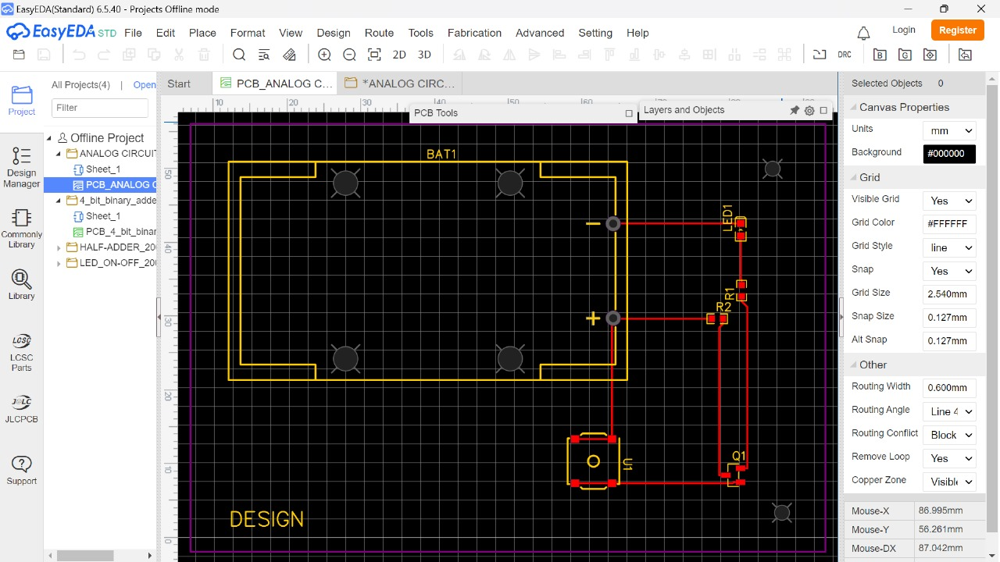 EasyEDA(Standard) 6.5.40 - Projects Offline mode
EasyEDA STD File Edit Place Format View Design Route Tools Fabrication Advanced Setting Help Login Register
2D 3D DRC
All Projects(4) | Open
Start PCB_ANALOG C... *ANALOG CIRC...
Filter
Project
Design Manager
Commonly Library
Library
LCSC
LCSC Parts
J@LC
JLCPCB
Support
Offline Project
ANALOG CIRCUIT
Sheet_1
PCB_ANALOG C
4_bit_binary_adde
Sheet_1
PCB_4_bit_binar
HALF-ADDER_20
LED_ON-OFF_20
10 20 30 40 50 60
50
40
30
20
10
0
PCB Tools
Layers and Objects
BAT1
LED1
R1
R2
U1
Q1
DESIGN
Selected Objects 0
Canvas Properties
Units mm
Background #000000
Grid
Visible Grid Yes
Grid Color #FFFFFF
Grid Style line
Snap Yes
Grid Size 2.540mm
Snap Size 0.127mm
Alt Snap 0.127mm
Other
Routing Width 0.600mm
Routing Angle Line 4
Routing Conflict Block
Remove Loop Yes
Copper Zone Visible
Mouse-X 86.995mm
Mouse-Y 56.261mm
Mouse-DX 87.042mm